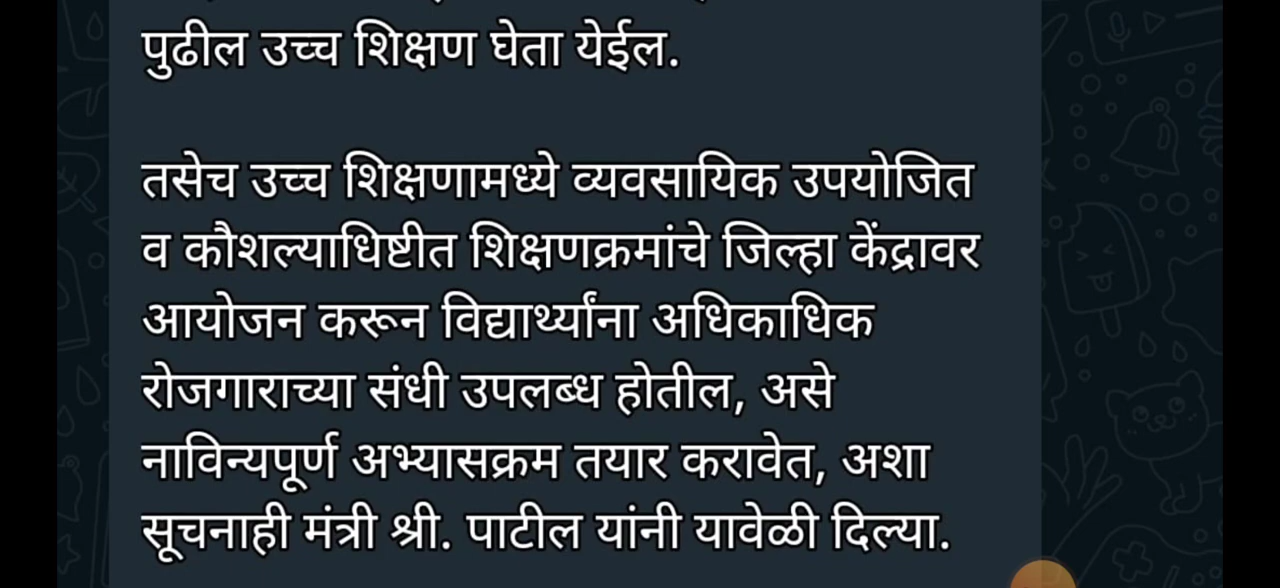 पुढील उच्च शिक्षण घेता येईल.
तसेच उच्च शिक्षणामध्ये व्यवसायिक उपयोजित
व कौशल्याधिष्टीत शिक्षणक्रमांचे जिल्हा केंद्रावर
आयोजन करून विद्यार्थ्यांना अधिकाधिक
रोजगाराच्या संधी उपलब्ध होतील, असे
नाविन्यपूर्ण अभ्यासक्रम तयार करावेत, अशा
सूचनाही मंत्री श्री. पाटील यांनी यावेळी दिल्या.